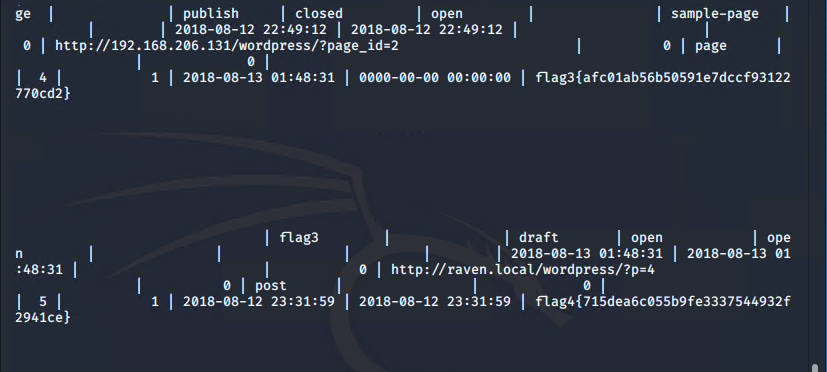 ge | | publish | closed | open | | sample-page |
| | 2018-08-12 22:49:12 | 2018-08-12 22:49:12 | |
0 | http://192.168.206.131/wordpress/?page_id=2 | 0 | page |
| 0 |
| 4 | 1 | 2018-08-13 01:48:31 | 0000-00-00 00:00:00 | flag3{afc01ab56b50591e7dccf93122
770cd2}
| flag3 | | draft | open | ope
n | | | | | 2018-08-13 01:48:31 | 2018-08-13 01
:48:31 | | 0 | http://raven.local/wordpress/?p=4
| 0 | post | | 0 |
| 5 | 1 | 2018-08-12 23:31:59 | 2018-08-12 23:31:59 | flag4{715dea6c055b9fe3337544932f
2941ce}